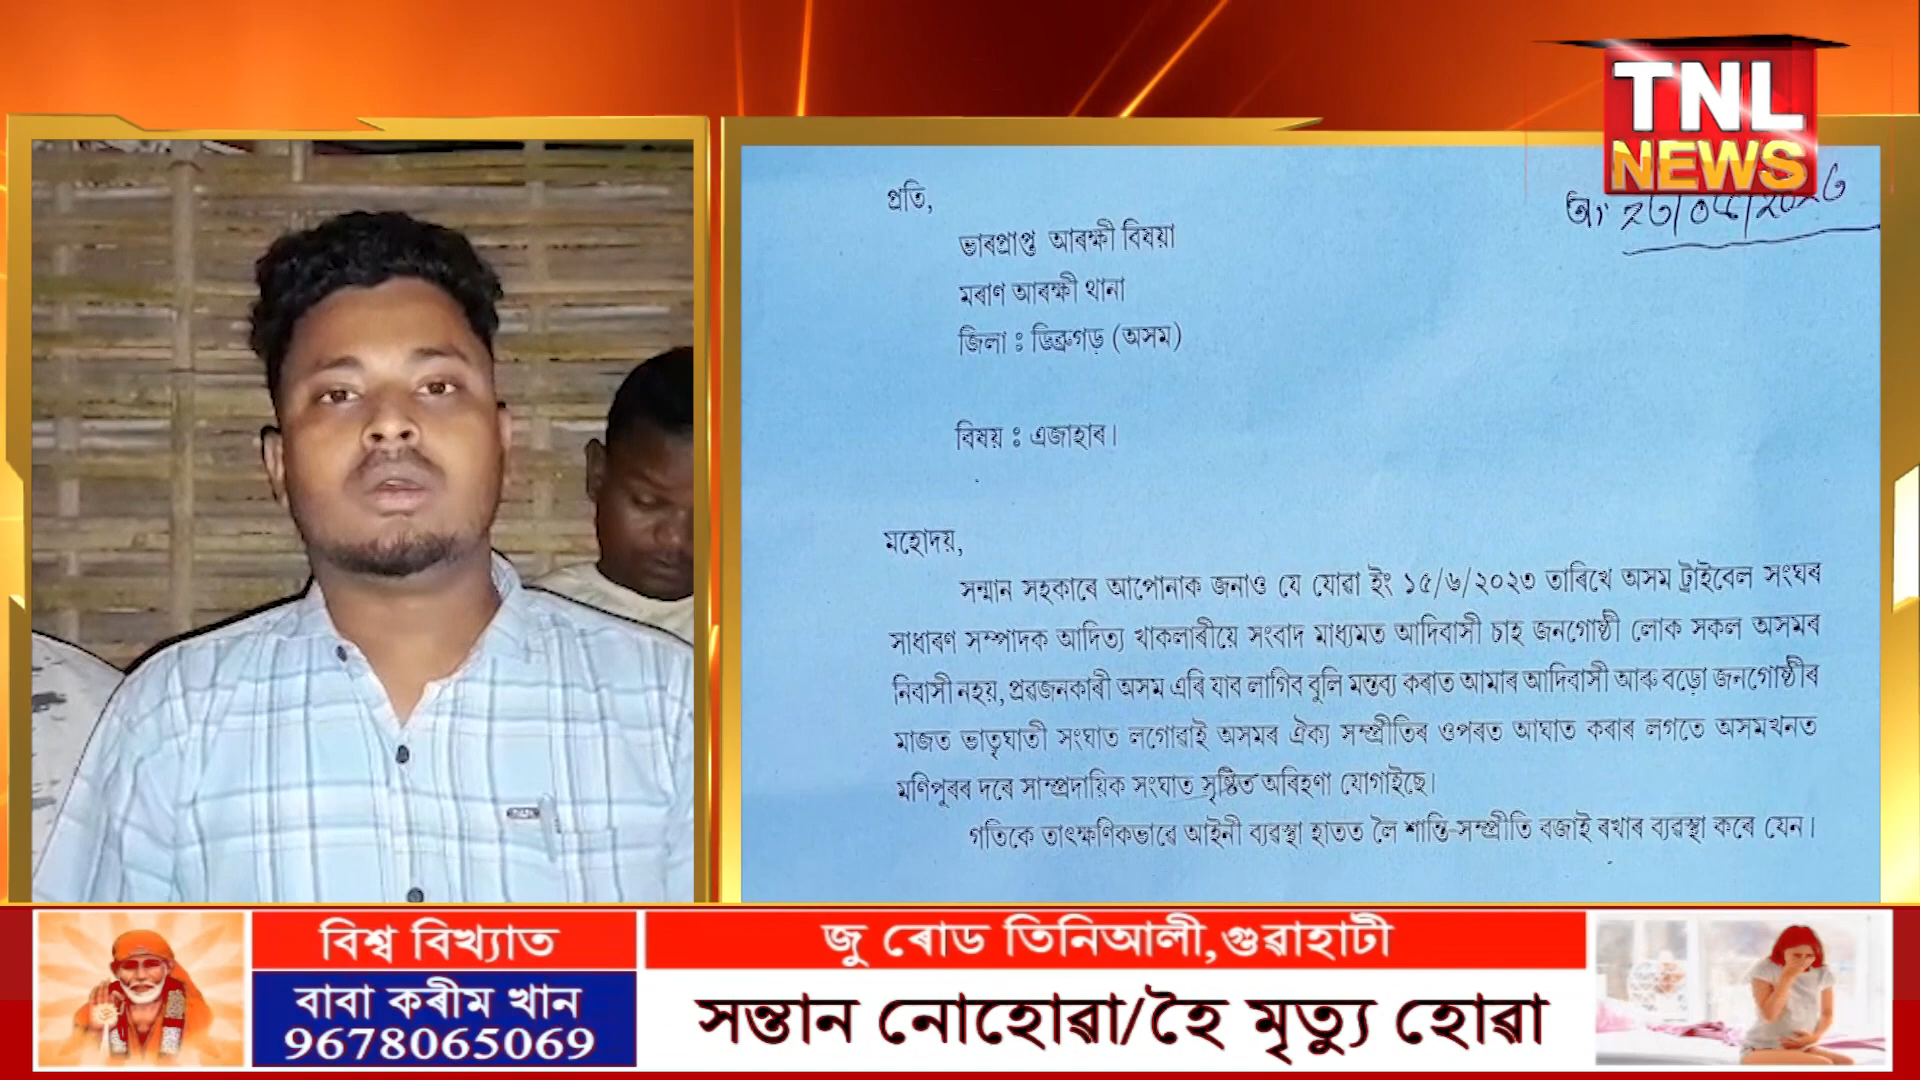 TNL
NEWS
প্ৰতি,
ভাৰপ্ৰাপ্ত আৰক্ষী বিষয়া
মৰাণ আৰক্ষী থানা
জিলা : ডিব্ৰুগড় (অসম)
বিষয় : এজাহাৰ।
মহোদয়,
সন্মান সহকাৰে আপোনাক জনাও যে যোৱা ইং ১৫/৬/২০২৩ তাৰিখে অসম ট্ৰাইবেল সংঘৰ
সাধাৰণ সম্পাদক আদিত্য খাকলাৰীয়ে সংবাদ মাধ্যমত আদিবাসী চাহ জনগোষ্ঠী লোক সকল অসমৰ
নিবাসী নহয়, প্ৰৱজনকাৰী অসম এৰি যাব লাগিব বুলি মন্তব্য কৰাত আমাৰ আদিবাসী আৰু বড়ো জনগোষ্ঠীৰ
মাজত ভাতৃঘাতী সংঘাত লগোৱাই অসমৰ ঐক্য সম্প্ৰীতিৰ ওপৰত আঘাত কৰাৰ লগতে অসমখনত
মণিপুৰৰ দৰে সাম্প্ৰদায়িক সংঘাত সৃষ্টিত অৰিহণা যোগাইছে।
গতিকে তাৎক্ষণিকভাৱে আইনী ব্যৱস্থা হাতত লৈ শান্তি-সম্প্ৰীতি বজাই ৰখাৰ ব্যৱস্থা কৰে যেন।
বিশ্ব বিখ্যাত
বাবা কৰীম খান
9678065069
জু ৰোড তিনিআলী,গুৱাহাটী
সন্তান নোহোৱা/হৈ মৃত্যু হোৱা